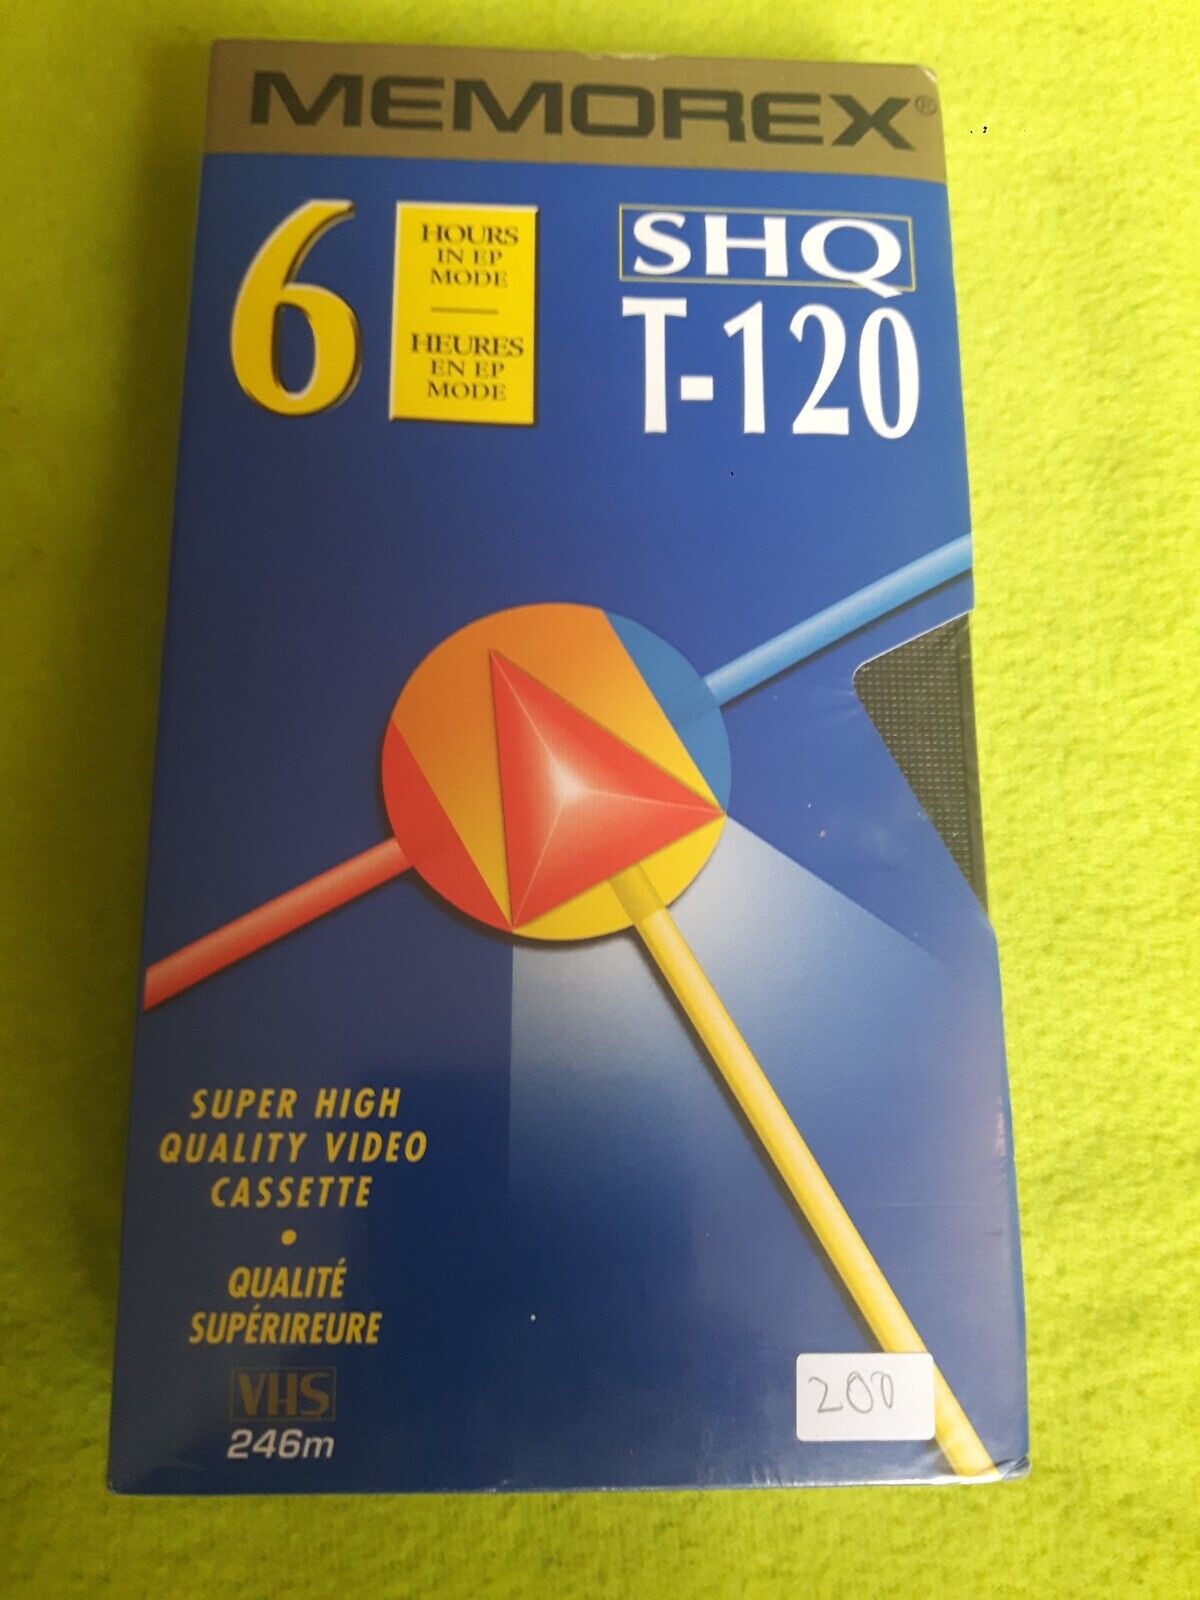 MEMOREX®
6
HOURS
IN EP
MODE
HEURES
EN EP
MODE
SHQ
T-120
SUPER HIGH
QUALITY VIDEO
CASSETTE
•
QUALITÉ
SUPÉRIREURE
VHS
246m
200